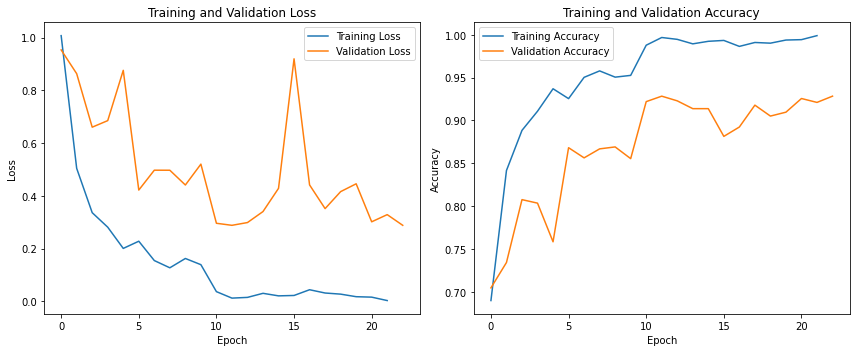 Training and Validation Loss
Training Loss
Validation Loss
1.0
0.8
0.6
0.4
0.2
0.0
Loss
0
5
10
15
20
Epoch
Training and Validation Accuracy
Training Accuracy
Validation Accuracy
1.00
0.95
0.90
0.85
0.80
0.75
0.70
Accuracy
0
5
10
15
20
Epoch